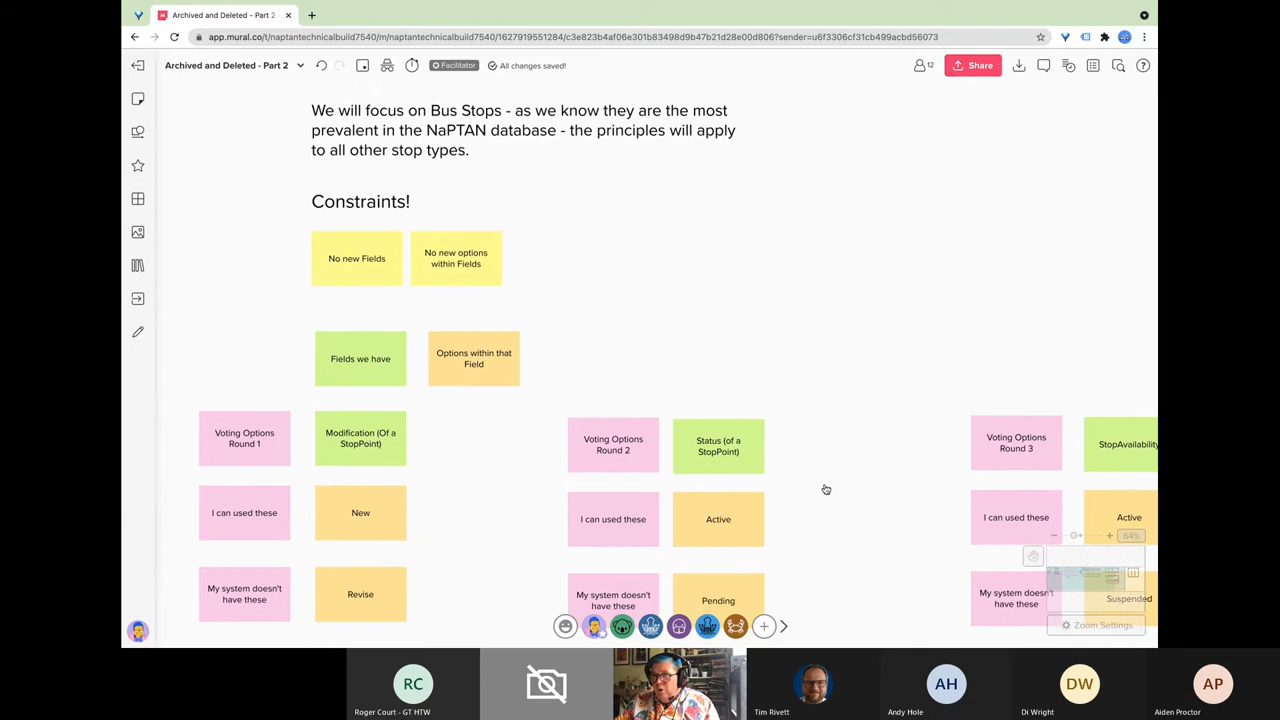 Archived and Deleted - Part 2
app.mural.co/t/naptantechnicalbuild7540/m/naptantechnicalbuild7540/1627919551284/c3e823b4af06e301b83498d9b47b21d28e00d806?sender=u6f3306cf31cb499acbd56073
Archived and Deleted - Part 2
Facilitator
All changes saved!
12
Share
We will focus on Bus Stops - as we know they are the most
prevalent in the NaPTAN database - the principles will apply
to all other stop types.
Constraints!
No new Fields
No new options
within Fields
Fields we have
Options within that
Field
Voting Options
Round 1
Modification (Of a
StopPoint)
Voting Options
Round 2
Status (of a
StopPoint)
Voting Options
Round 3
StopAvailability
I can used these
New
I can used these
Active
I can used these
Active
64%
My system doesn't
have these
Revise
My system doesn't
have these
Pending
My system doesn't
have these
Suspended
Zoom Settings
RC
Roger Court - GT HTW
Tim Rivett
AH
Andy Hole
DW
Di Wright
AP
Aiden Proctor